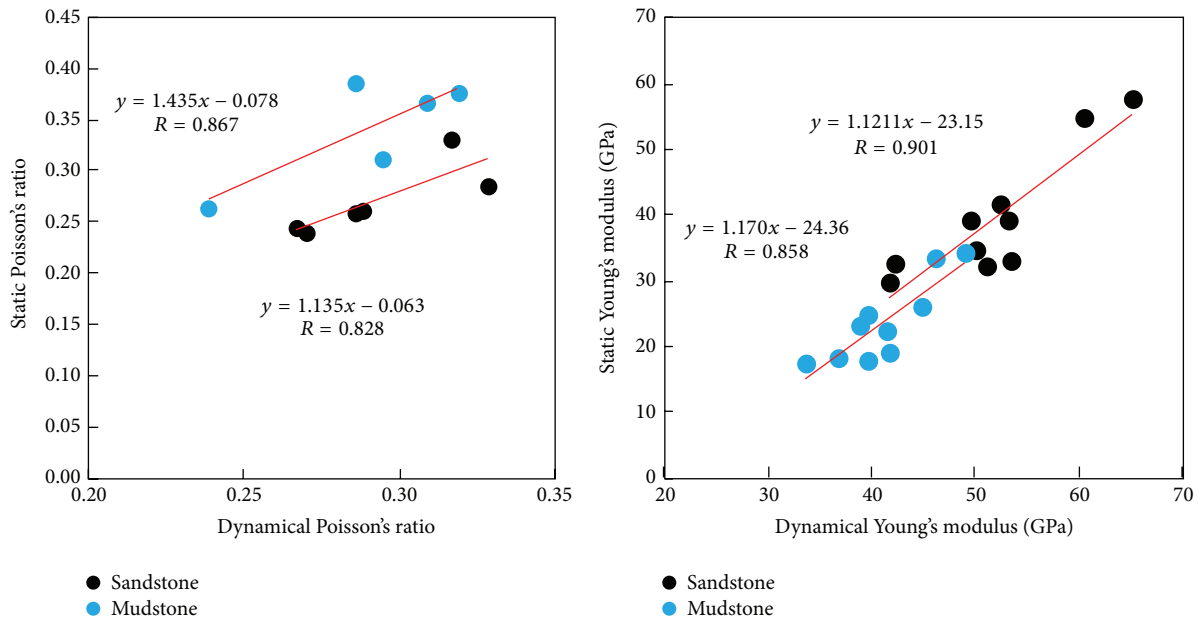 0.45
0.40
0.35
0.30
0.25
0.20
0.15
0.10
0.05
0.00
Static Poisson's ratio
y = 1.435x − 0.078
R = 0.867
y = 1.135x − 0.063
R = 0.828
0.20 0.25 0.30 0.35
Dynamical Poisson's ratio
Sandstone
Mudstone
70
60
50
40
30
20
10
0
Static Young's modulus (GPa)
y = 1.1211x − 23.15
R = 0.901
y = 1.170x − 24.36
R = 0.858
20 30 40 50 60 70
Dynamical Young's modulus (GPa)
Sandstone
Mudstone